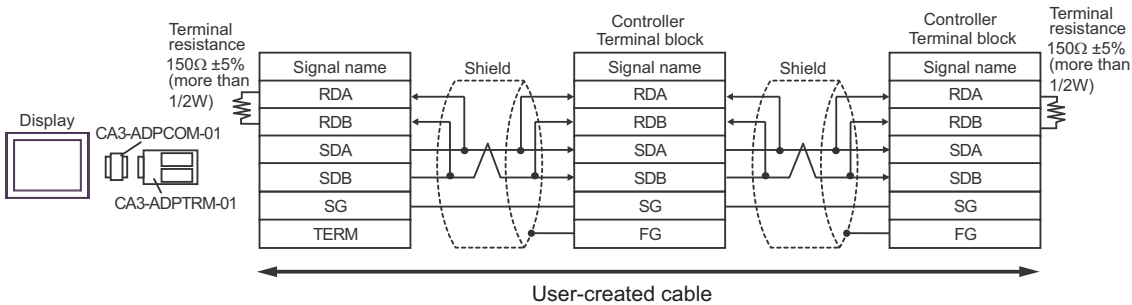 Terminal
resistance
150Ω ±5%
(more than
1/2W)
Display
CA3-ADPCOM-01
CA3-ADPTRM-01
Signal name
RDA
RDB
SDA
SDB
SG
TERM
Shield
Controller
Terminal block
Signal name
RDA
RDB
SDA
SDB
SG
FG
Shield
Controller
Terminal block
Signal name
RDA
RDB
SDA
SDB
SG
FG
Terminal
resistance
150Ω ±5%
(more than
1/2W)
User-created cable